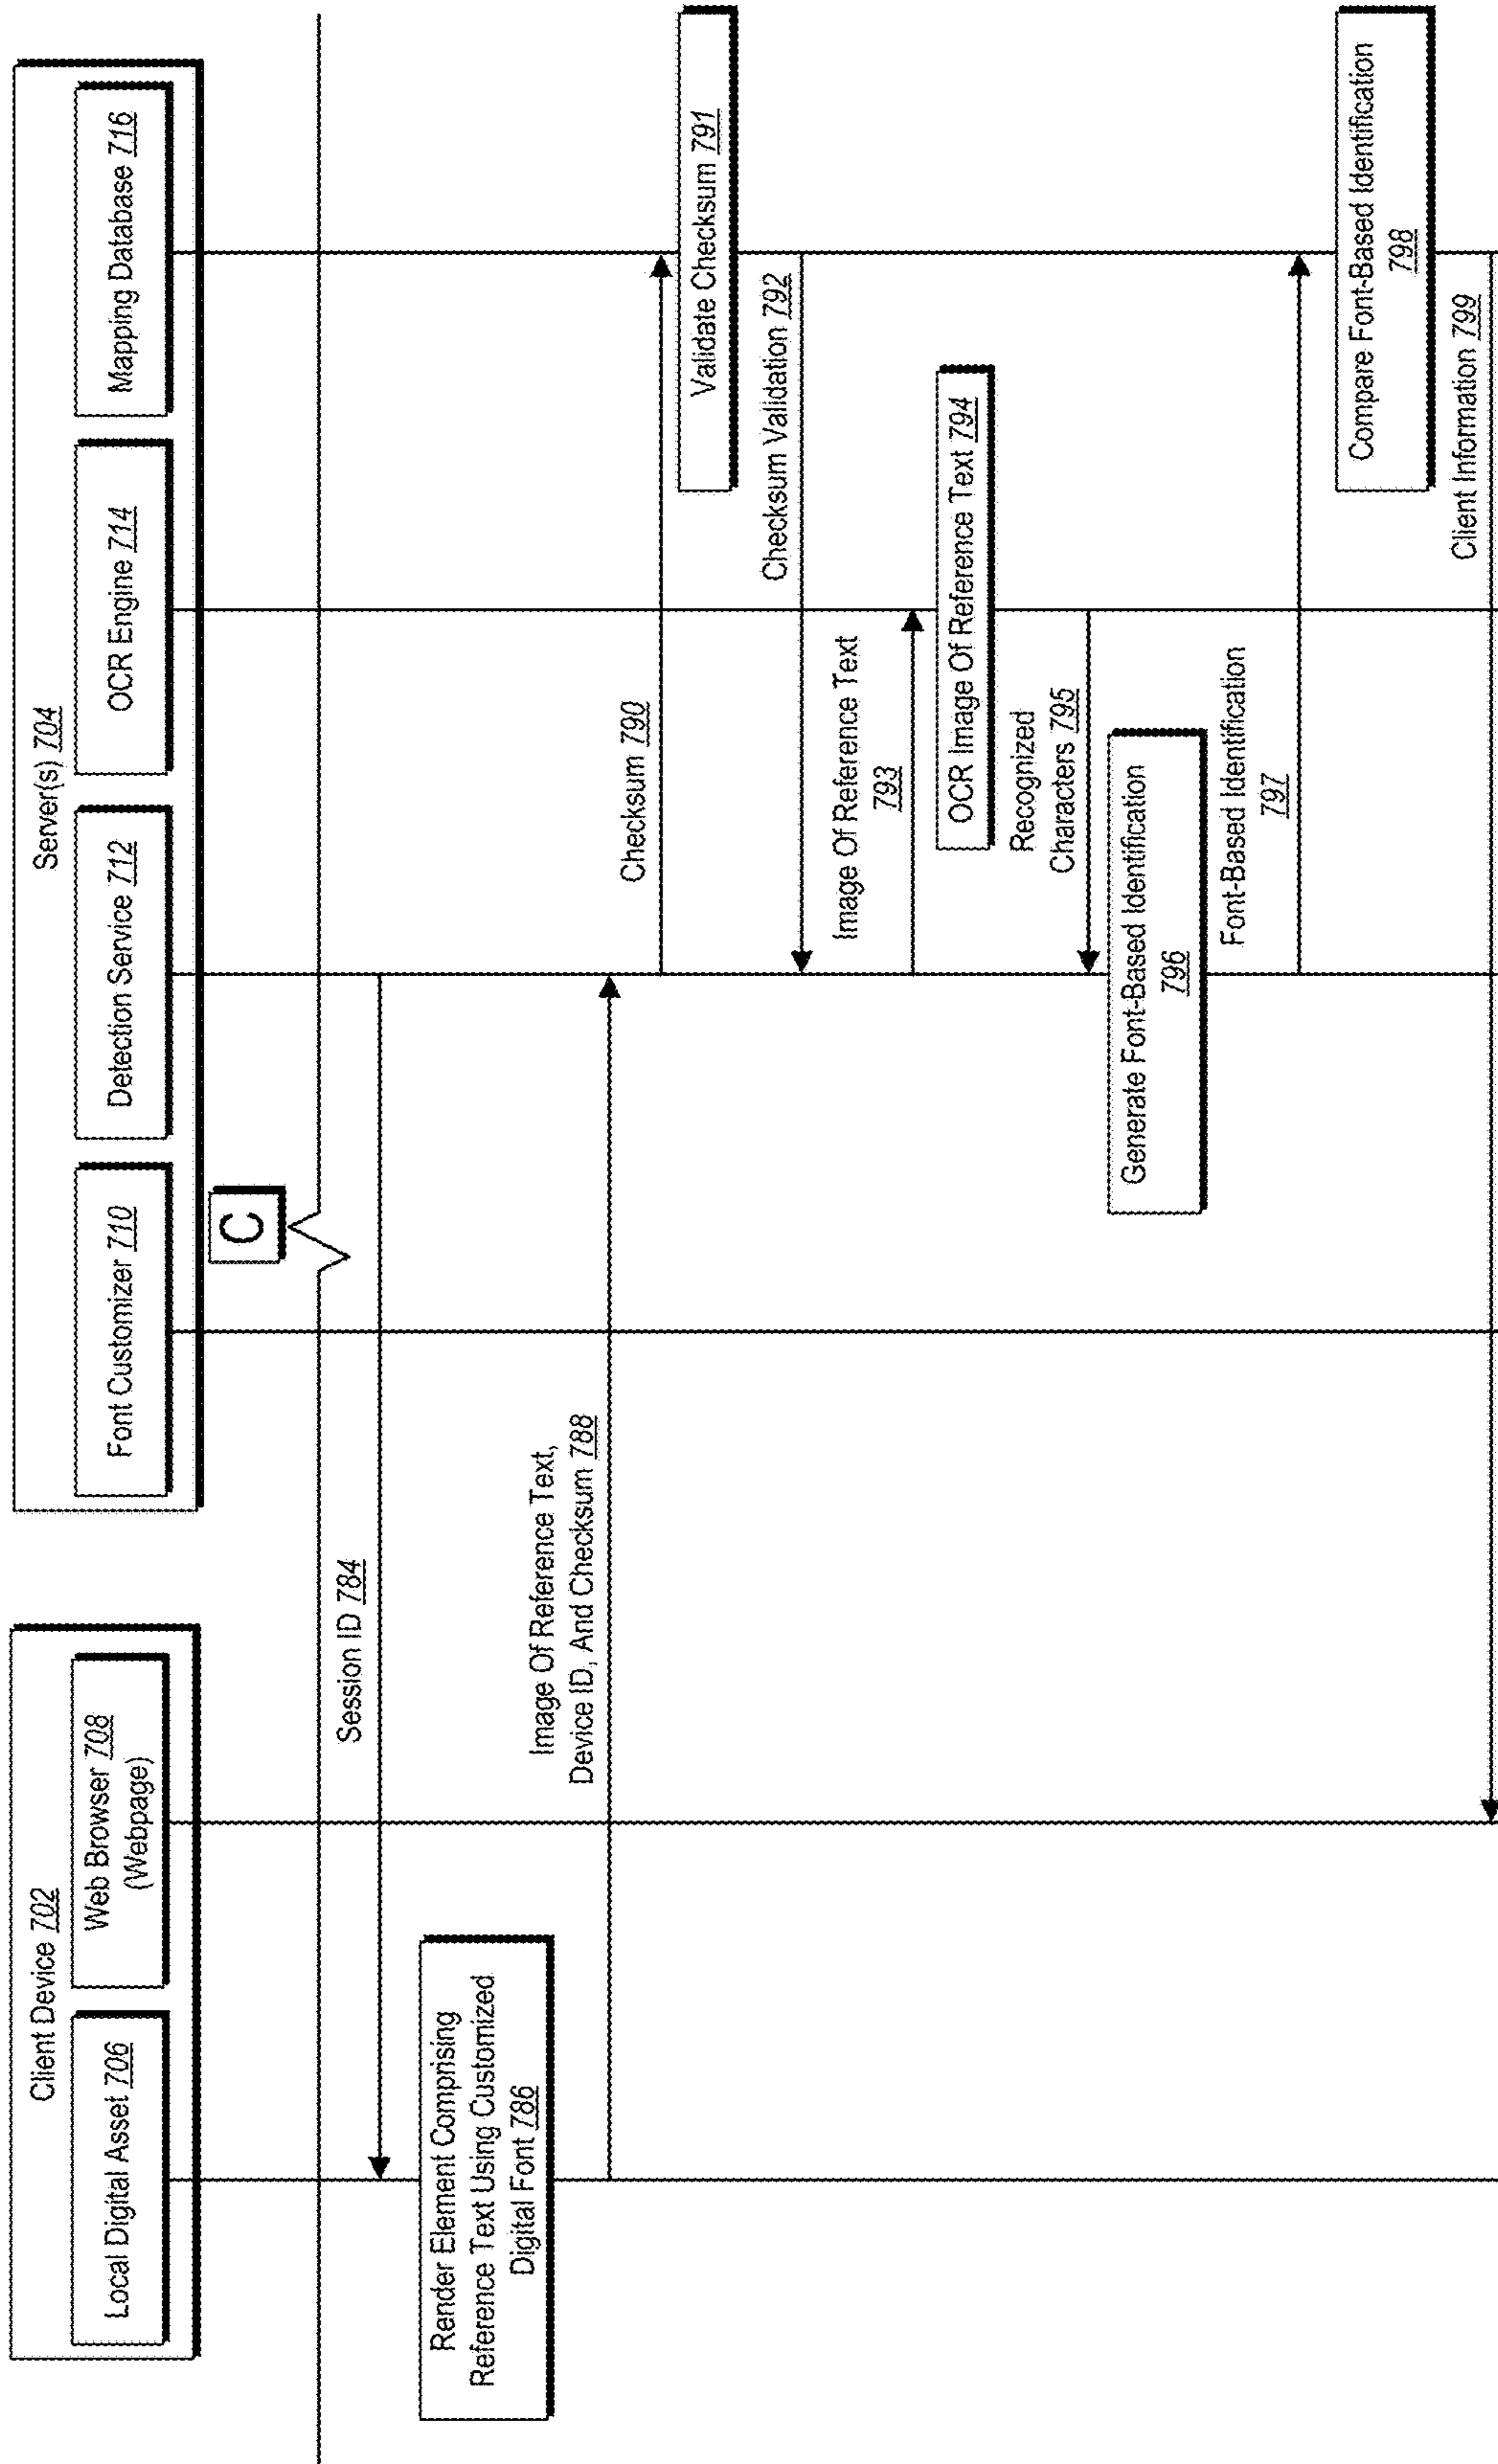 Client Device 702
Server(s) 704
Local Digital Asset 706
Web Browser 708
(Webpage)
Font Customizer 710
Detection Service 712
OCR Engine 714
Mapping Database 716
C
Session ID 784
Render Element Comprising
Reference Text Using Customized
Digital Font 786
Image Of Reference Text,
Device ID, And Checksum 788
Checksum 790
Validate Checksum 791
Checksum Validation 792
Image Of Reference Text
793
OCR Image Of Reference Text 794
Recognized
Characters 795
Generate Font-Based Identification
796
Font-Based Identification
797
Compare Font-Based Identification
798
Client Information 799